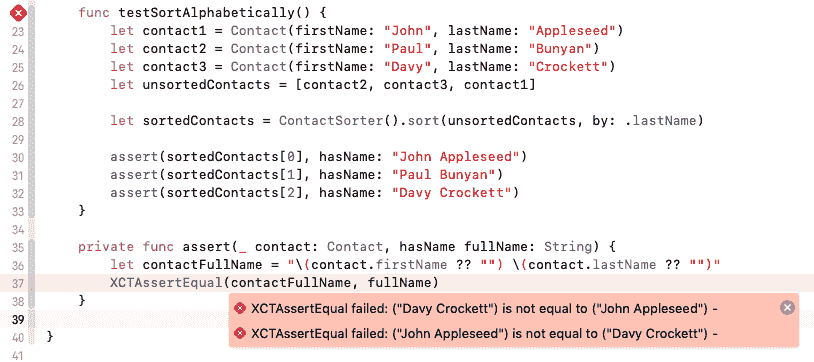 func testSortAlphabetically() {
23 let contact1 = Contact(firstName: "John", lastName: "Appleseed")
24 let contact2 = Contact(firstName: "Paul", lastName: "Bunyan")
25 let contact3 = Contact(firstName: "Davy", lastName: "Crockett")
26 let unsortedContacts = [contact2, contact3, contact1]
27
28 let sortedContacts = ContactSorter().sort(unsortedContacts, by: .lastName)
29
30 assert(sortedContacts[0], hasName: "John Appleseed")
31 assert(sortedContacts[1], hasName: "Paul Bunyan")
32 assert(sortedContacts[2], hasName: "Davy Crockett")
33 }
34
35 private func assert(_ contact: Contact, hasName fullName: String) {
36 let contactFullName = "\(contact.firstName ?? "") \(contact.lastName ?? "")"
37 XCTAssertEqual(contactFullName, fullName)
38 }
XCTAssertEqual failed: ("Davy Crockett") is not equal to ("John Appleseed") -
39
XCTAssertEqual failed: ("John Appleseed") is not equal to ("Davy Crockett") -
40 }
41